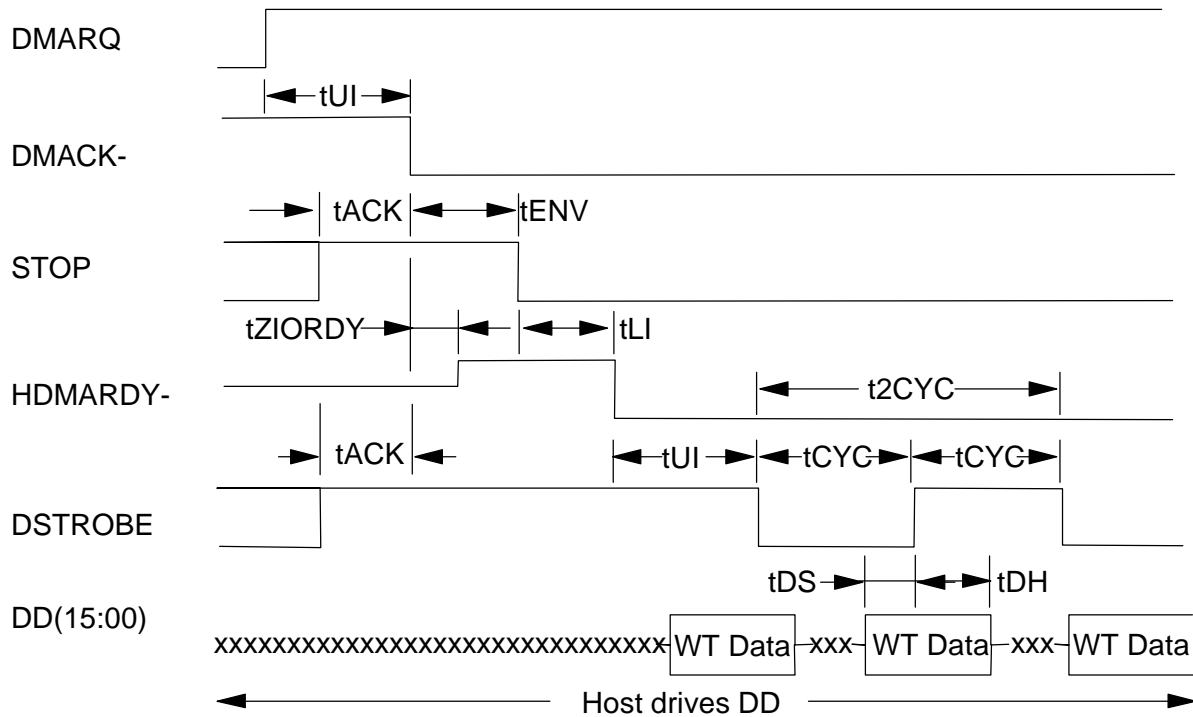 DMARQ
tUI
DMACK-
tACK
tENV
STOP
tZIORDY
tLI
HDMARDY-
t2CYC
tACK
tUI
tCYC
tCYC
DSTROBE
tDS
tDH
DD(15:00)
xxxxxxxxxxxxxxxxxxxxxxxxxxxxxxx WT Data xxx WT Data xxx WT Data
Host drives DD